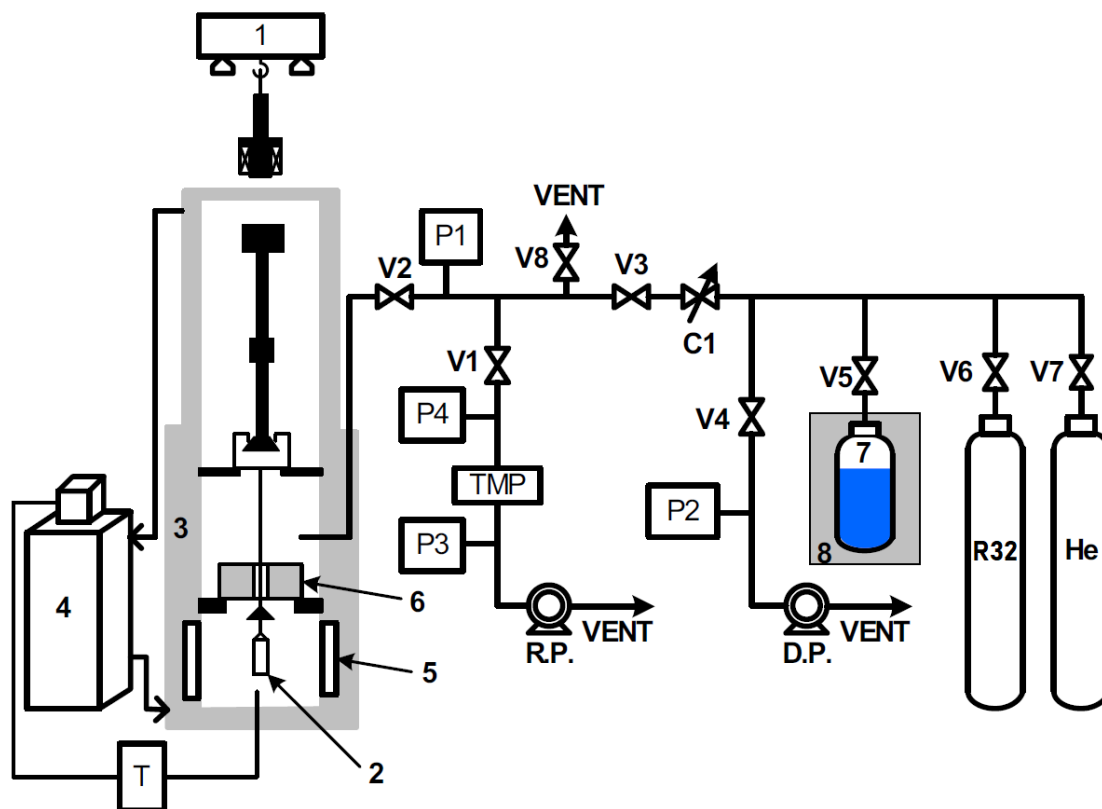 1
P1
VENT
V2
V8
V3
C1
V1
V5
V6
V7
P4
V4
7
TMP
P2
3
P3
8
R32
He
4
6
VENT
R.P.
VENT
D.P.
5
2
T